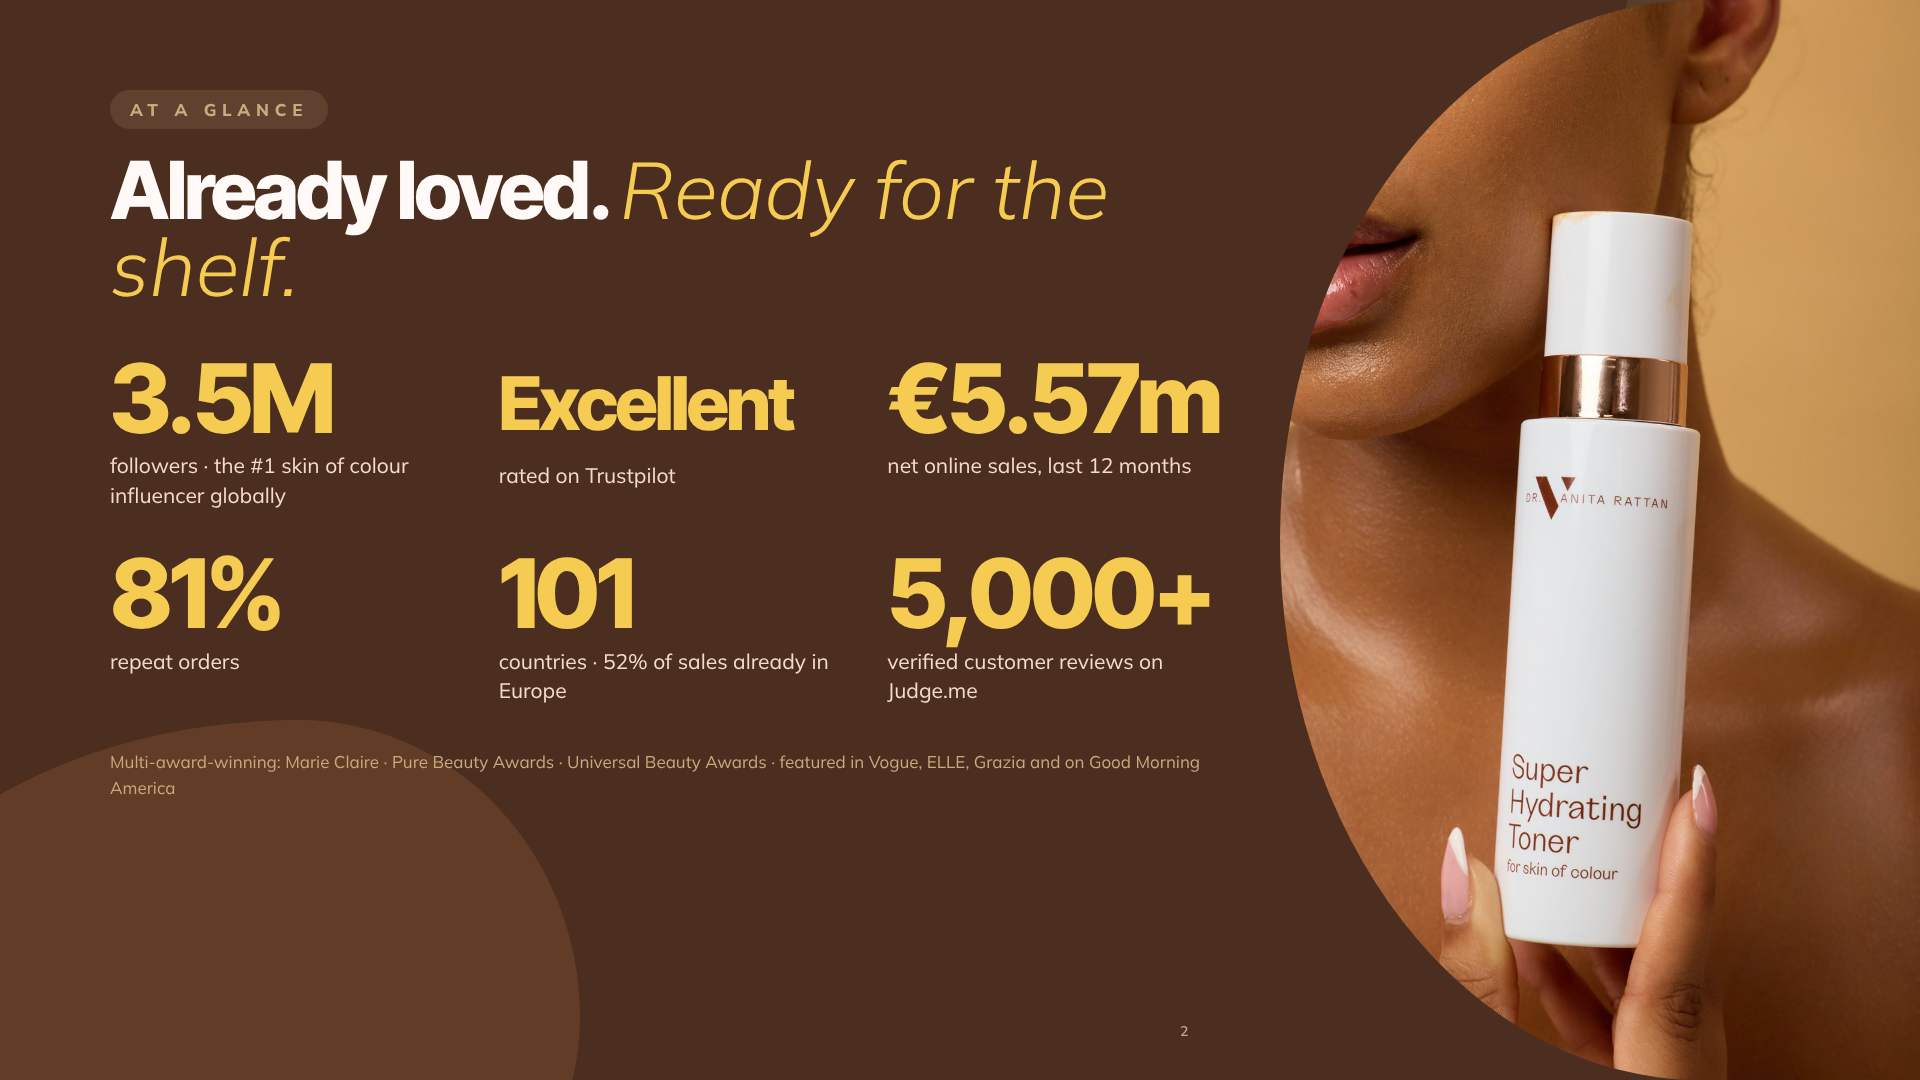 AT A GLANCE
Already loved. Ready for the
shelf.
3.5M
followers · the #1 skin of colour
influencer globally
Excellent
rated on Trustpilot
€5.57m
net online sales, last 12 months
81%
repeat orders
101
countries · 52% of sales already in
Europe
5,000+
verified customer reviews on
Judge.me
Multi-award-winning: Marie Claire · Pure Beauty Awards · Universal Beauty Awards · featured in Vogue, ELLE, Grazia and on Good Morning
America
2
DR. VANITA RATTAN
Super
Hydrating
Toner
for skin of colour